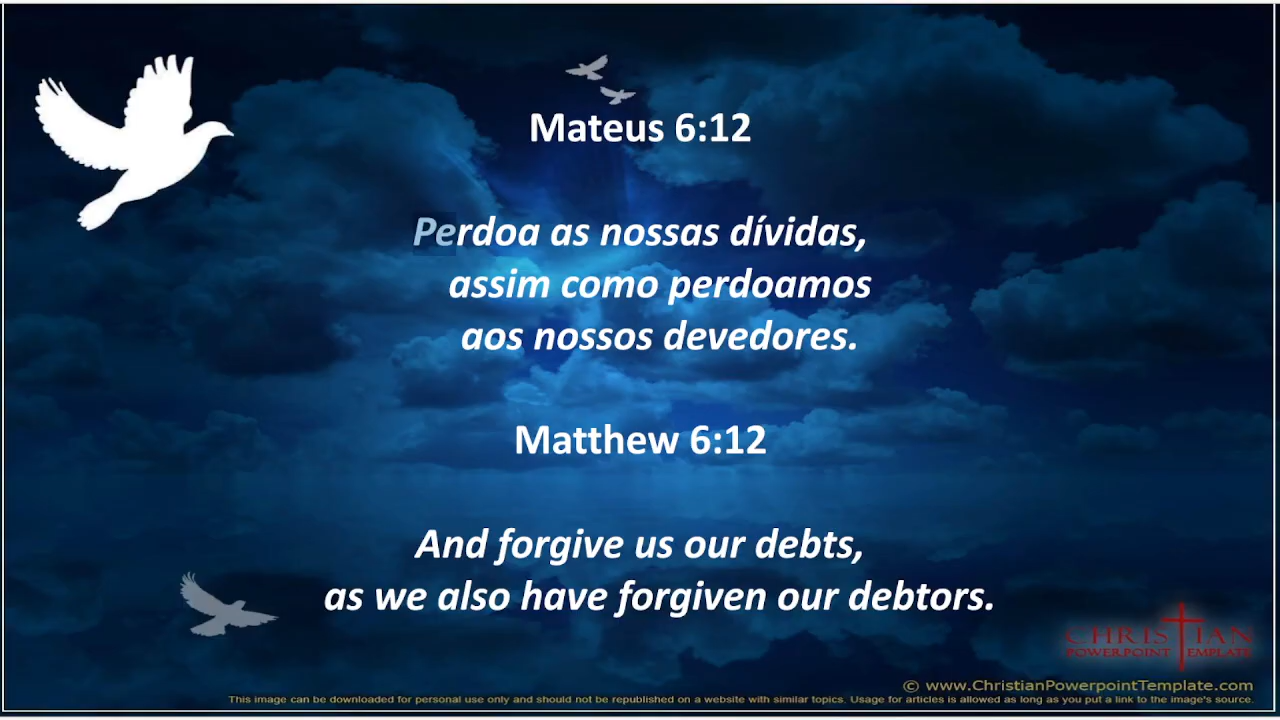 Mateus 6:12
Perdoa as nossas dívidas,
assim como perdoamos
aos nossos devedores.
Matthew 6:12
And forgive us our debts,
as we also have forgiven our debtors.
CHRISTIAN
POWERPOINT TEMPLATE
© www.ChristianPowerpointTemplate.com
This image can be downloaded for personal use only and should not be republished on a website with similar topics. Usage for articles is allowed as long as you put a link to the image's source.